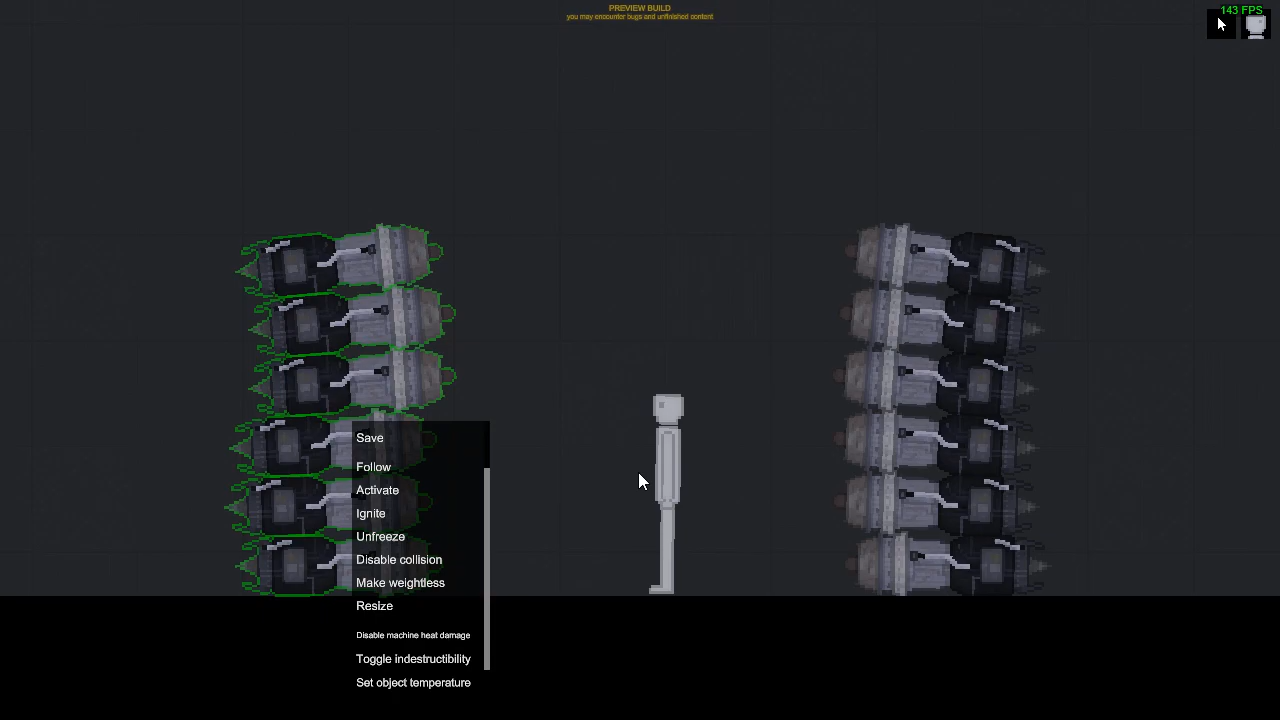 PREVIEW BUILD
you may encounter bugs and unfinished content
143 FPS
Save
Follow
Activate
Ignite
Unfreeze
Disable collision
Make weightless
Resize
Disable machine heat damage
Toggle indestructibility
Set object temperature